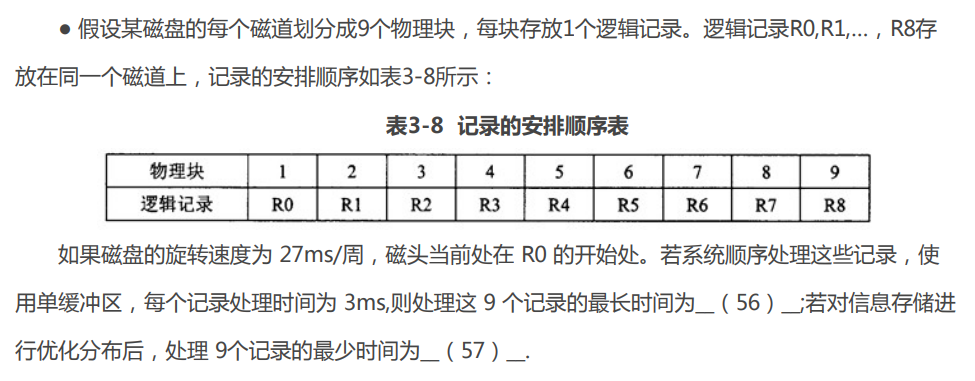 ● 假设某磁盘的每个磁道划分成9个物理块，每块存放1个逻辑记录。逻辑记录R0,R1,...，R8存
放在同一个磁道上，记录的安排顺序如表3-8所示：
表3-8 记录的安排顺序表
物理块 1 2 3 4 5 6 7 8 9
逻辑记录 R0 R1 R2 R3 R4 R5 R6 R7 R8
如果磁盘的旋转速度为 27ms/周，磁头当前处在 R0 的开始处。若系统顺序处理这些记录，使
用单缓冲区，每个记录处理时间为 3ms,则处理这 9 个记录的最长时间为__（56）__;若对信息存储进
行优化分布后，处理 9个记录的最少时间为__（57）__.